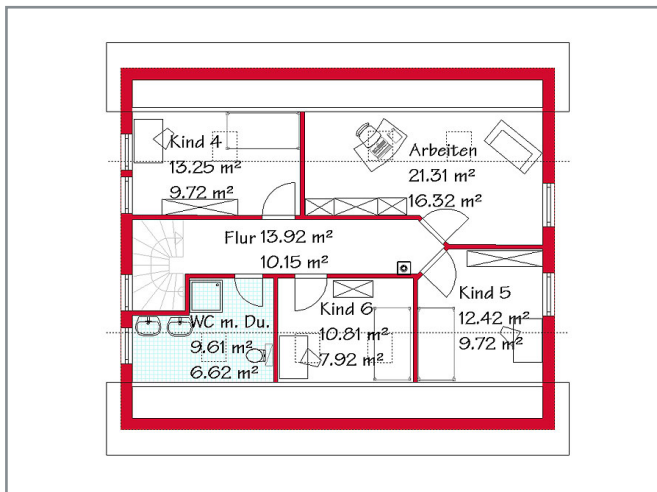 Kind 4
13.25 m²
9.72 m²
Arbeiten
21.31 m²
16.32 m²
Flur 13.92 m²
10.15 m²
WC m. Du.
9.61 m²
6.62 m²
Kind 6
10.81 m²
7.92 m²
Kind 5
12.42 m²
9.72 m²